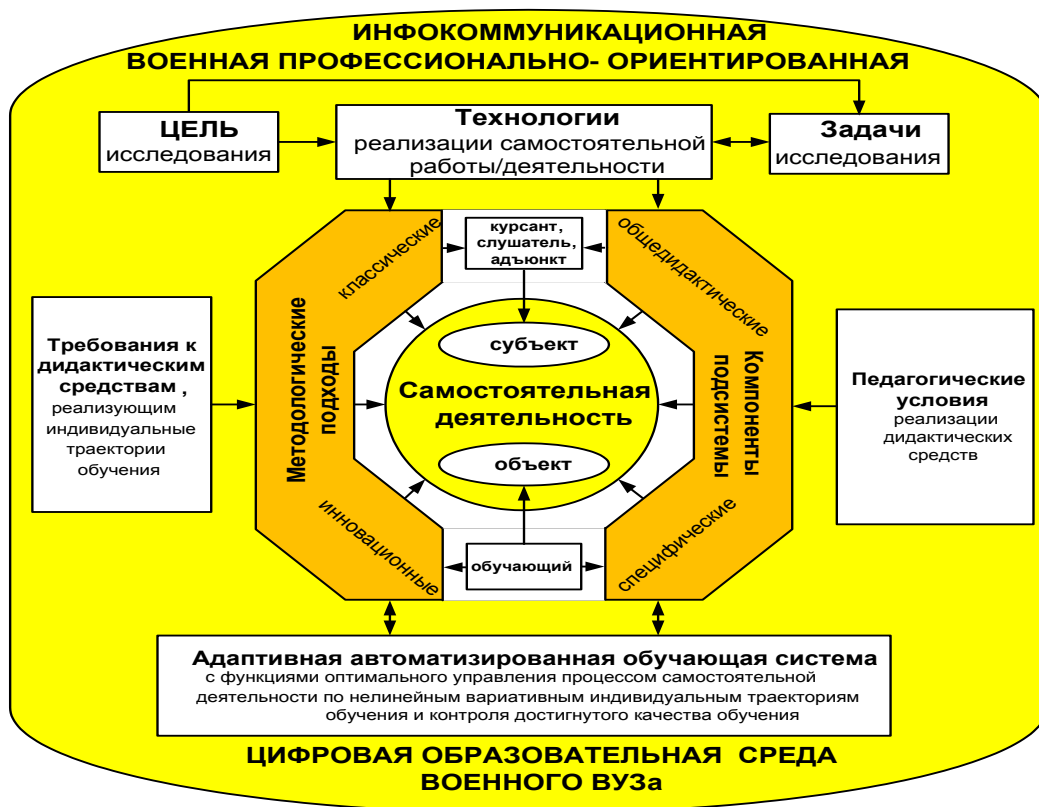 ИНФОКОММУНИКАЦИОННАЯ
ВОЕННАЯ ПРОФЕССИОНАЛЬНО- ОРИЕНТИРОВАННАЯ
ЦЕЛЬ
исследования
Технологии
реализации самостоятельной
работы/деятельности
Задачи
исследования
классические
курсант,
слушатель,
адъюнкт
общедидактические
Требования к
дидактическим
средствам ,
реализующим
индивидуальные
траектории
обучения
Методологические
подходы
субъект
Самостоятельная
деятельность
объект
Компоненты
подсистемы
Педагогические
условия
реализации
дидактических
средств
инновационные
обучающий
специфические
Адаптивная автоматизированная обучающая система
с функциями оптимального управления процессом самостоятельной
деятельности по нелинейным вариативным индивидуальным траекториям
обучения и контроля достигнутого качества обучения
ЦИФРОВАЯ ОБРАЗОВАТЕЛЬНАЯ СРЕДА
ВОЕННОГО ВУЗа